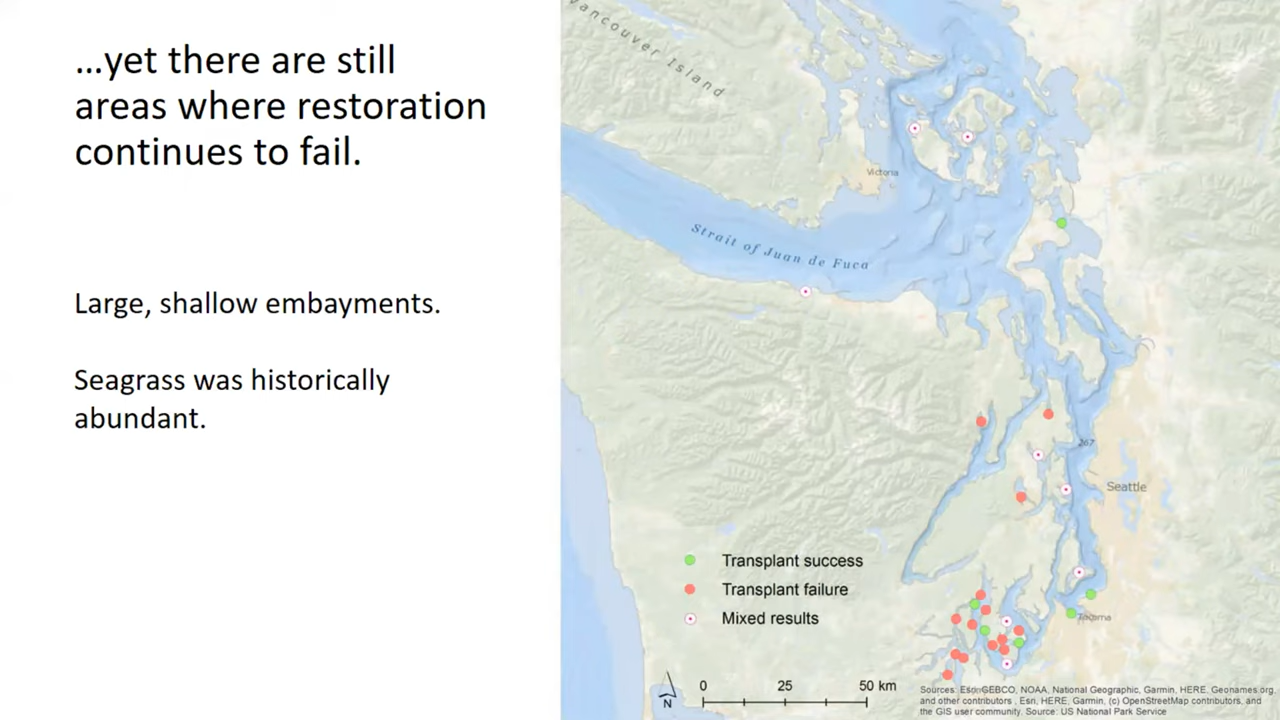 ...yet there are still
areas where restoration
continues to fail.
Large, shallow embayments.
Seagrass was historically
abundant.
Vancouver Island
Victoria
Strait of Juan de Fuca
267
Seattle
Tacoma
Transplant success
Transplant failure
Mixed results
N
0 25 50 km
Sources: Esri, GEBCO, NOAA, National Geographic, Garmin, HERE, Geonames.org,
and other contributors , Esri, HERE, Garmin, (c) OpenStreetMap contributors, and
the GIS user community. Source: US National Park Service